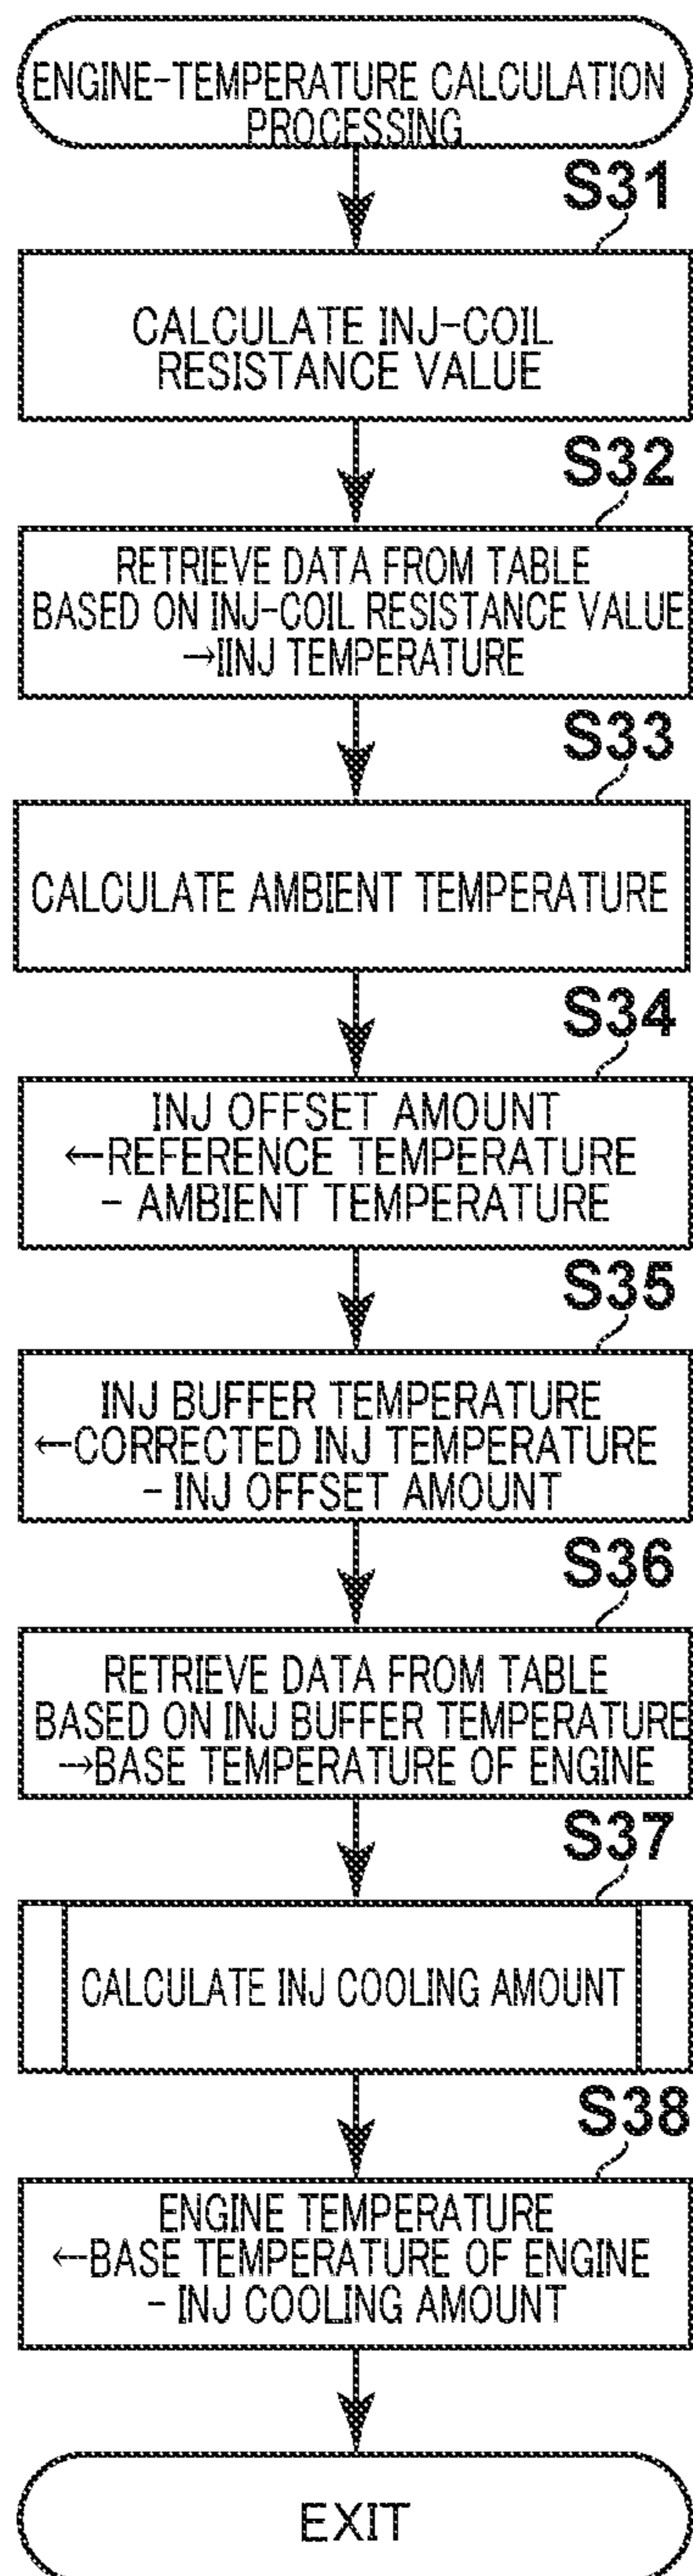 ENGINE-TEMPERATURE CALCULATION
PROCESSING
S31
CALCULATE INJ-COIL
RESISTANCE VALUE
S32
RETRIEVE DATA FROM TABLE
BASED ON INJ-COIL RESISTANCE VALUE
→IINJ TEMPERATURE
S33
CALCULATE AMBIENT TEMPERATURE
S34
INJ OFFSET AMOUNT
←REFERENCE TEMPERATURE
- AMBIENT TEMPERATURE
S35
INJ BUFFER TEMPERATURE
←CORRECTED INJ TEMPERATURE
- INJ OFFSET AMOUNT
S36
RETRIEVE DATA FROM TABLE
BASED ON INJ BUFFER TEMPERATURE
→BASE TEMPERATURE OF ENGINE
S37
CALCULATE INJ COOLING AMOUNT
S38
ENGINE TEMPERATURE
←BASE TEMPERATURE OF ENGINE
- INJ COOLING AMOUNT
EXIT